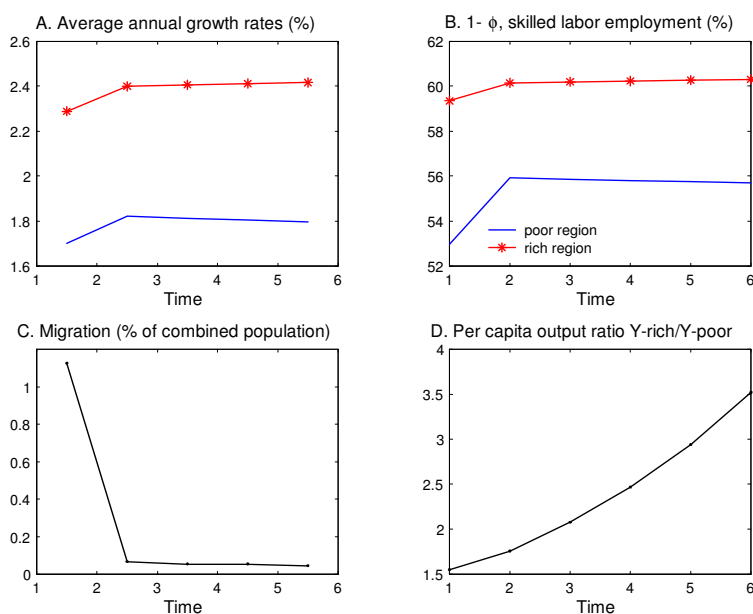 A. Average annual growth rates (%)
2.6
2.4
2.2
2
1.8
1.6
1 2 3 4 5 6
Time
B. 1- ϕ, skilled labor employment (%)
62
60
58
56
54
52
poor region
rich region
1 2 3 4 5 6
Time
C. Migration (% of combined population)
1
0.8
0.6
0.4
0.2
0
1 2 3 4 5 6
Time
D. Per capita output ratio Y-rich/Y-poor
4
3.5
3
2.5
2
1.5
1 2 3 4 5 6
Time